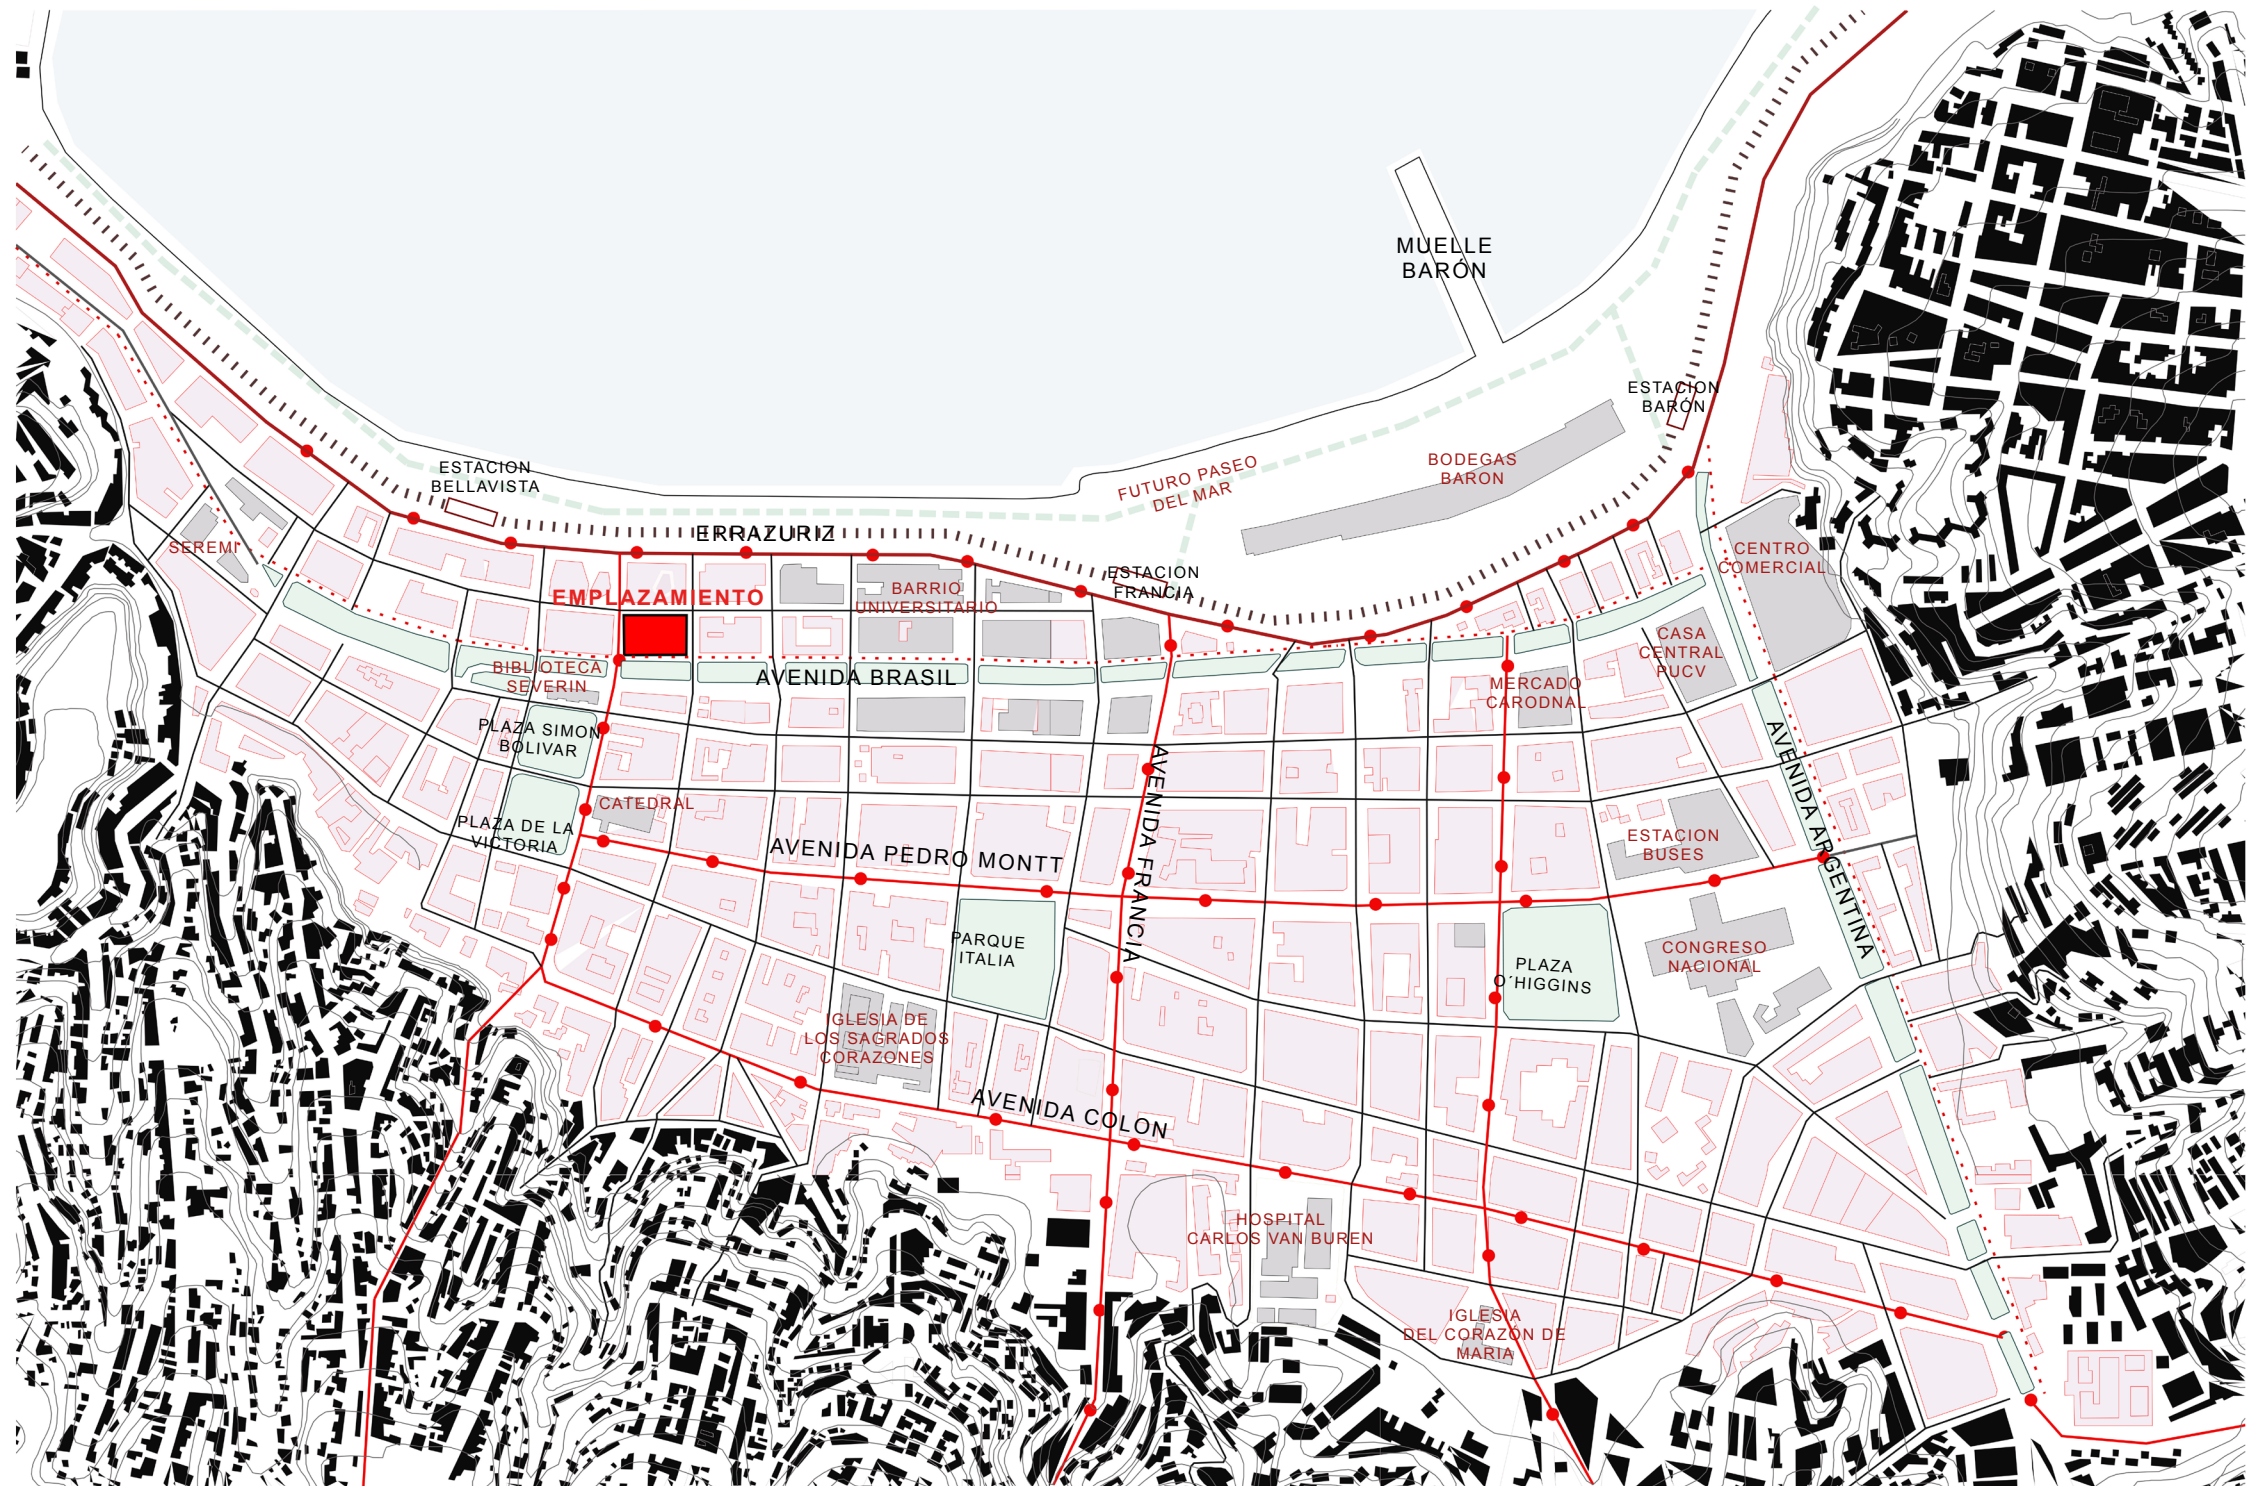 MUELLE
BARÓN
ESTACION
BARÓN
ESTACION
BELLAVISTA
FUTURO PASEO
DEL MAR
BODEGAS
BARON
ERRAZURIZ
SEREMI
ESTACION
FRANCIA
CENTRO
COMERCIAL
EMPLAZAMIENTO
BARRIO
UNIVERSITARIO
CASA
CENTRAL
PUCV
BIBLIOTECA
SEVERIN
AVENIDA BRASIL
MERCADO
CARODNAL
PLAZA SIMON
BOLIVAR
AVENIDA ARGENTINA
AVENIDA FRANCIA
CATEDRAL
PLAZA DE LA
VICTORIA
ESTACION
BUSES
AVENIDA PEDRO MONTT
PARQUE
ITALIA
CONGRESO
NACIONAL
PLAZA
O´HIGGINS
IGLESIA DE
LOS SAGRADOS
CORAZONES
AVENIDA COLON
HOSPITAL
CARLOS VAN BUREN
IGLESIA
DEL CORAZÓN DE
MARIA